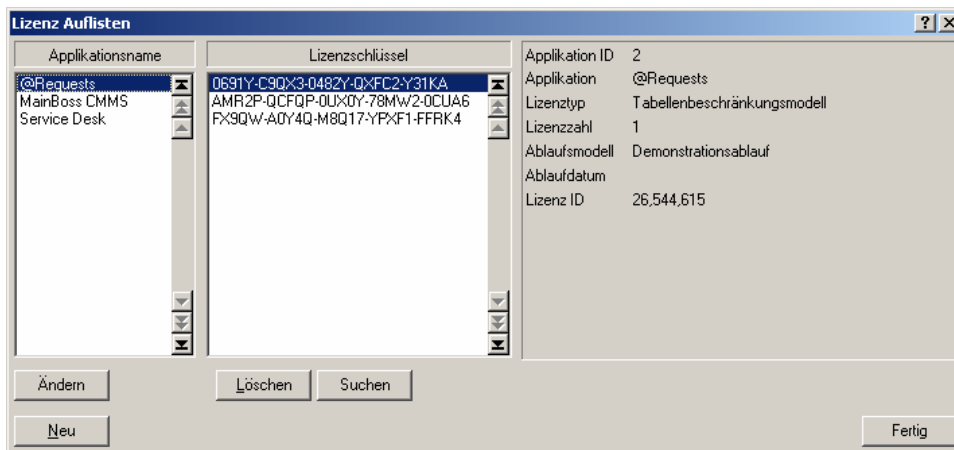 Lizenz Auflisten
Applikationsname
@Requests
MainBoss CMMS
Service Desk
Lizenzschlüssel
0691Y-C9QX3-0482Y-QXFC2-Y31KA
AMR2P-QCFQP-0UX0Y-78MW2-0CUA6
FX9QW-A0Y4Q-M8Q17-YPXF1-FFRK4
Applikation ID 2
Applikation @Requests
Lizenztyp Tabellenbeschränkungsmodell
Lizenzzahl 1
Ablaufsmodell Demonstrationsablauf
Ablaufdatum
Lizenz ID 26,544,615
Ändern
Löschen
Suchen
Neu
Fertig